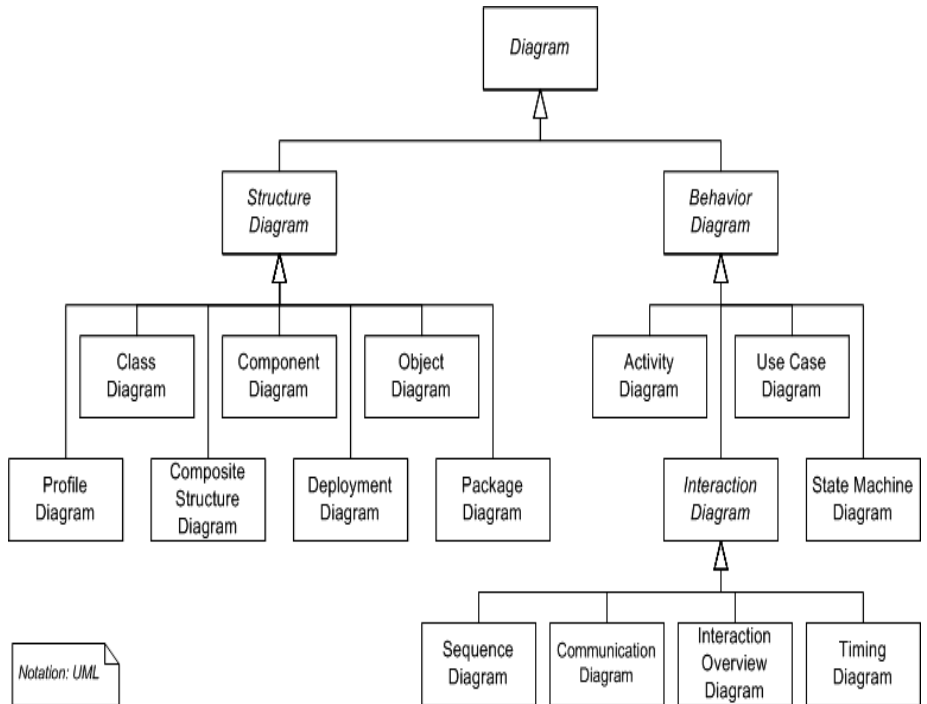 Diagram
Structure
Diagram
Behavior
Diagram
Class
Diagram
Component
Diagram
Object
Diagram
Activity
Diagram
Use Case
Diagram
Profile
Diagram
Composite
Structure
Diagram
Deployment
Diagram
Package
Diagram
Interaction
Diagram
State Machine
Diagram
Sequence
Diagram
Communication
Diagram
Interaction
Overview
Diagram
Timing
Diagram
Notation: UML